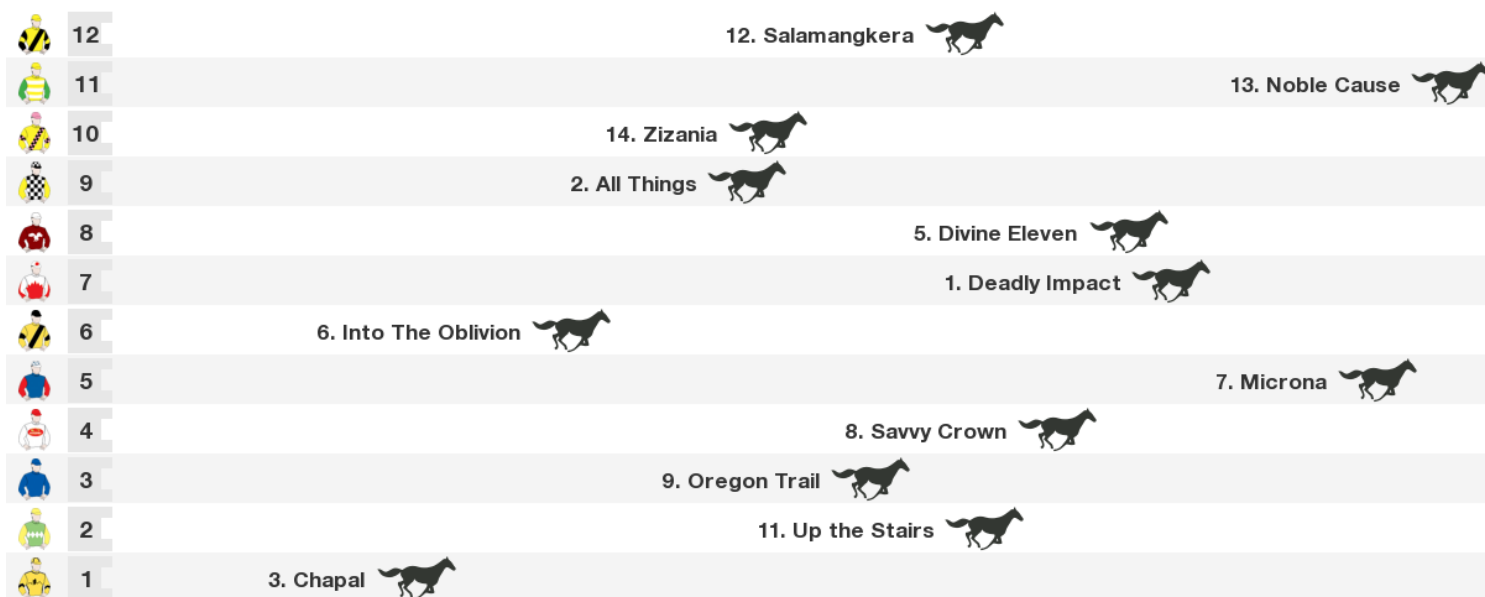 12 12. Salamangkera
11 13. Noble Cause
10 14. Zizania
9 2. All Things
8 5. Divine Eleven
7 1. Deadly Impact
6 6. Into The Oblivion
5 7. Microna
4 8. Savvy Crown
3 9. Oregon Trail
2 11. Up the Stairs
1 3. Chapal